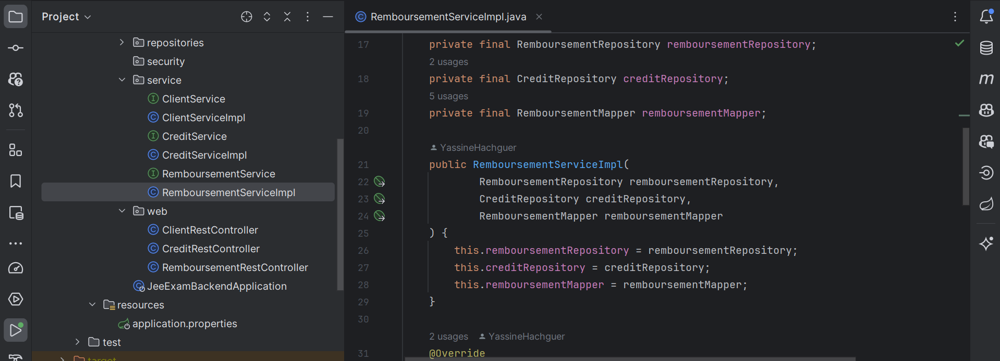 Project
repositories
security
service
ClientService
ClientServiceImpl
CreditService
CreditServiceImpl
RemboursementService
RemboursementServiceImpl
web
ClientRestController
CreditRestController
RemboursementRestController
JeeExamBackendApplication
resources
application.properties
test
target
RemboursementServiceImpl.java
17 private final RemboursementRepository remboursementRepository;
2 usages
18 private final CreditRepository creditRepository;
5 usages
19 private final RemboursementMapper remboursementMapper;
20
YassineHachguer
21 public RemboursementServiceImpl(
22 RemboursementRepository remboursementRepository,
23 CreditRepository creditRepository,
24 RemboursementMapper remboursementMapper
25 ) {
26 this.remboursementRepository = remboursementRepository;
27 this.creditRepository = creditRepository;
28 this.remboursementMapper = remboursementMapper;
29 }
30
2 usages YassineHachguer
31 @Override
m